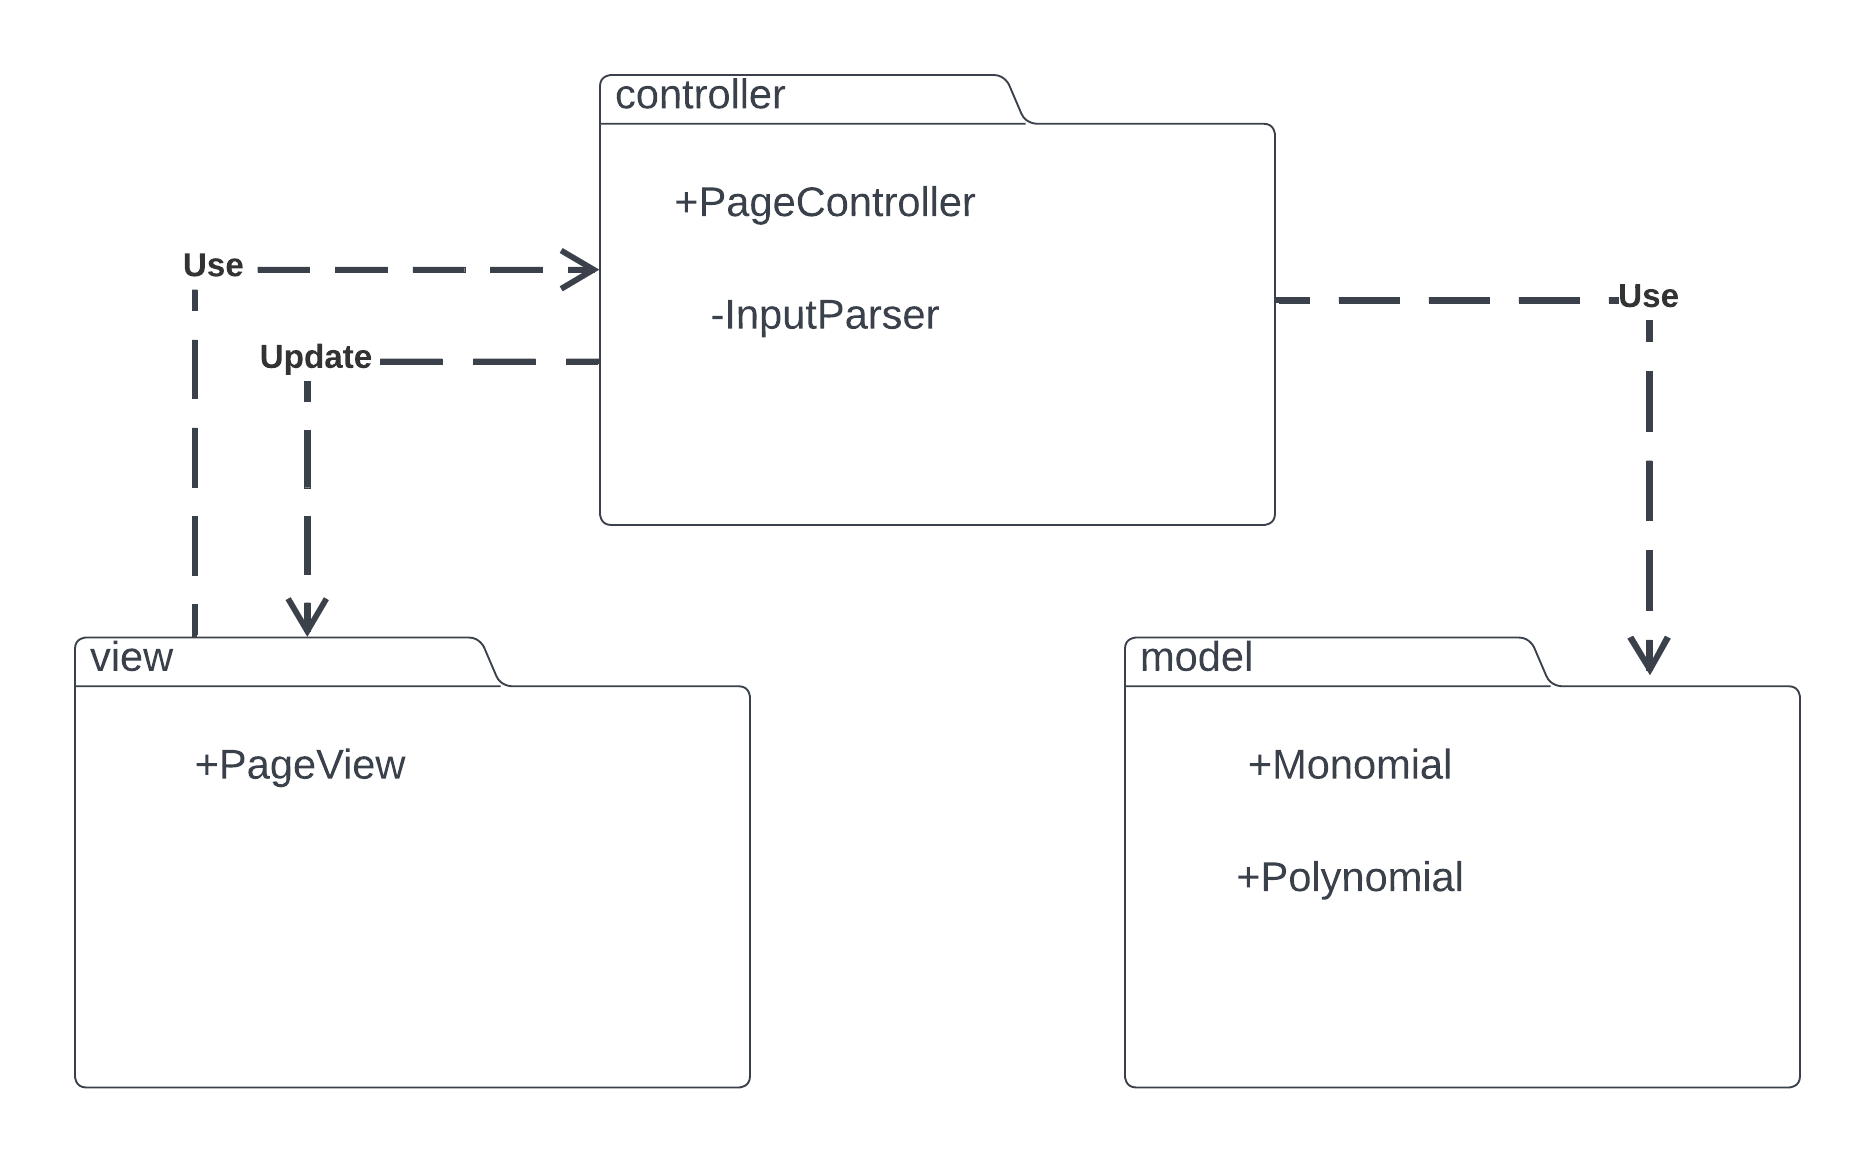 controller
+PageController
-InputParser
Use
Update
Use
view
+PageView
model
+Monomial
+Polynomial